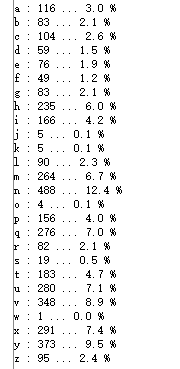 a : 116 ... 3.0 %
b : 83 ... 2.1 %
c : 104 ... 2.6 %
d : 59 ... 1.5 %
e : 76 ... 1.9 %
f : 49 ... 1.2 %
g : 83 ... 2.1 %
h : 235 ... 6.0 %
i : 166 ... 4.2 %
j : 5 ... 0.1 %
k : 5 ... 0.1 %
l : 90 ... 2.3 %
m : 264 ... 6.7 %
n : 488 ... 12.4 %
o : 4 ... 0.1 %
p : 156 ... 4.0 %
q : 276 ... 7.0 %
r : 82 ... 2.1 %
s : 19 ... 0.5 %
t : 183 ... 4.7 %
u : 280 ... 7.1 %
v : 348 ... 8.9 %
w : 1 ... 0.0 %
x : 291 ... 7.4 %
y : 373 ... 9.5 %
z : 95 ... 2.4 %